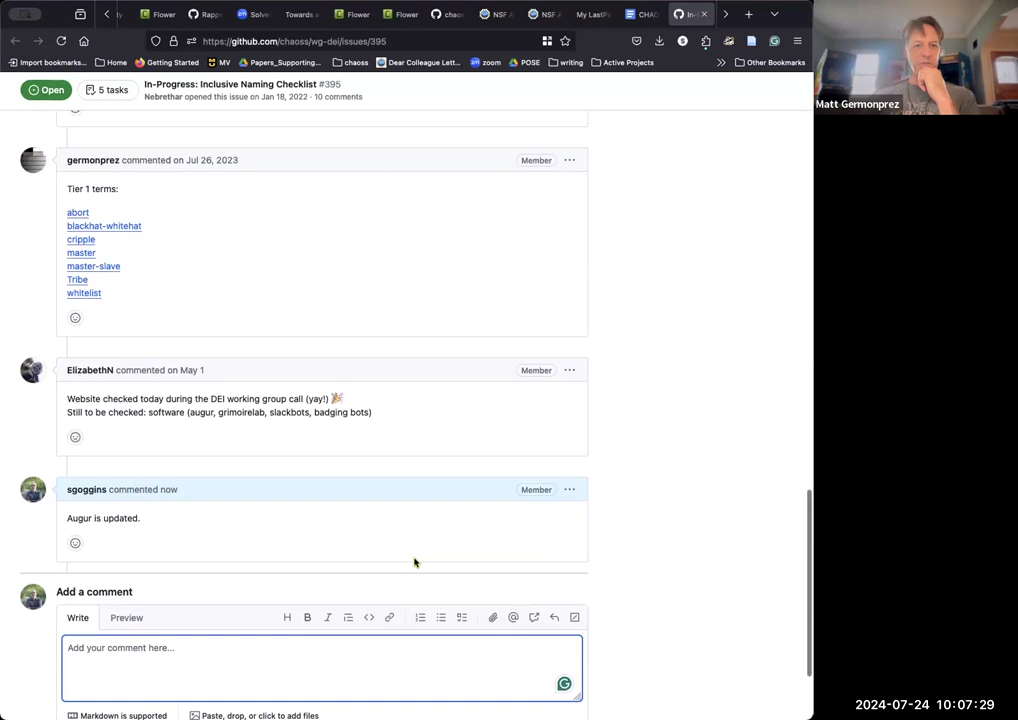 Flower
Rappo
Solve
Towards a
Flower
Flower
chaos
NSF A
NSF A
My LastPa
CHAO
In-
https://github.com/chaoss/wg-dei/issues/395
Import bookmarks...
Home
Getting Started
MV
Papers_Supporting...
chaoss
Dear Colleague Lett...
zoom
POSE
writing
Active Projects
Other Bookmarks
Matt Germonprez
Open
5 tasks
In-Progress: Inclusive Naming Checklist #395
Nebrethar opened this issue on Jan 18, 2022 · 10 comments
germonprez commented on Jul 26, 2023
Member
Tier 1 terms:
abort
blackhat-whitehat
cripple
master
master-slave
Tribe
whitelist
ElizabethN commented on May 1
Member
Website checked today during the DEI working group call (yay!) 🎉
Still to be checked: software (augur, grimoirelab, slackbots, badging bots)
sgoggins commented now
Member
Augur is updated.
Add a comment
Write
Preview
Add your comment here...
Markdown is supported
Paste, drop, or click to add files
2024-07-24 10:07:29